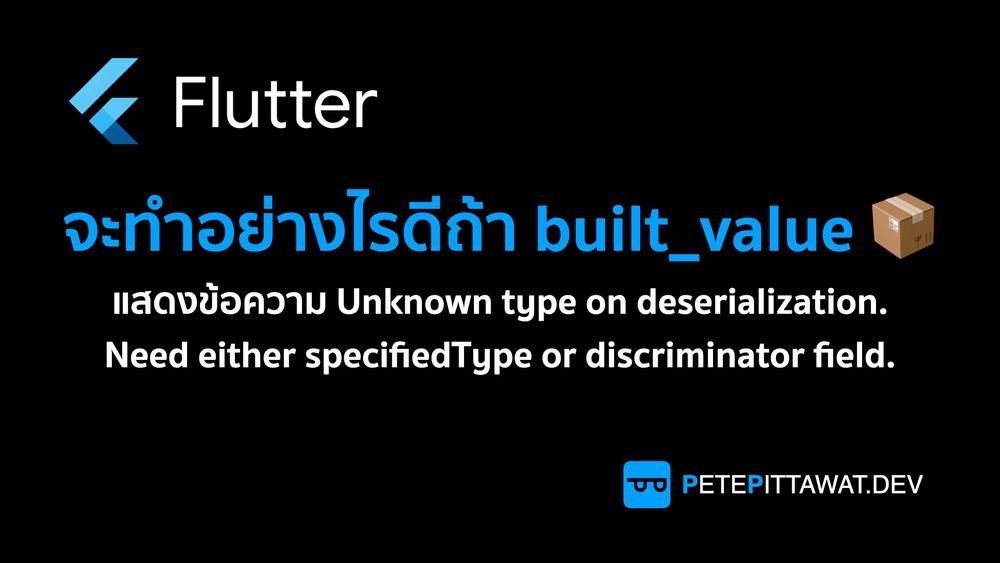 Flutter
จะทำอย่างไรดีถ้า built_value
แสดงข้อความ Unknown type on deserialization.
Need either specifiedType or discriminator field.
PETEPITTAWAT.DEV